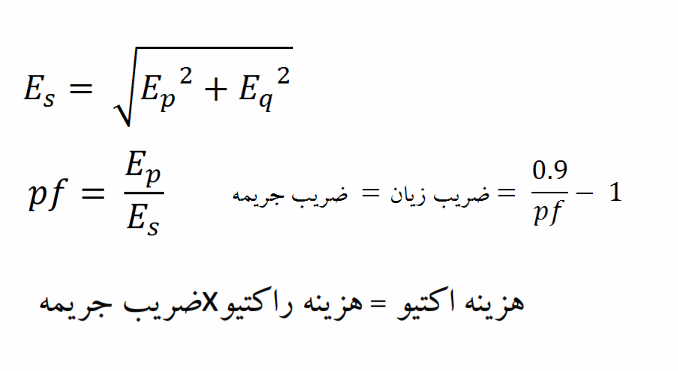 E_s = √(E_p² + E_q²)
pf = E_p / E_s
ضریب جریمه = ضریب زیان = 0.9 / pf − 1
هزینه اکتیو = هزینه راکتیوxضریب جریمه